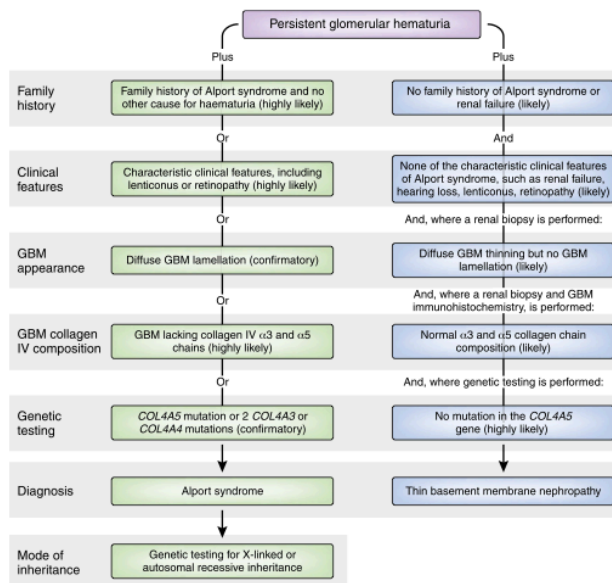 Persistent glomerular hematuria
Plus
Plus
Family
history
Family history of Alport syndrome and no
other cause for haematuria (highly likely)
No family history of Alport syndrome or
renal failure (likely)
Or
And
Clinical
features
Characteristic clinical features, including
lenticonus or retinopathy (highly likely)
None of the characteristic clinical features
of Alport syndrome, such as renal failure,
hearing loss, lenticonus, retinopathy (likely)
Or
And, where a renal biopsy is performed:
GBM
appearance
Diffuse GBM lamellation (confirmatory)
Diffuse GBM thinning but no GBM
lamellation (likely)
Or
And, where a renal biopsy and GBM
immunohistochemistry, is performed:
GBM collagen
IV composition
GBM lacking collagen IV α3 and α5
chains (highly likely)
Normal α3 and α5 collagen chain
composition (likely)
Or
And, where genetic testing is performed:
Genetic
testing
COL4A5 mutation or 2 COL4A3 or
COL4A4 mutations (confirmatory)
No mutation in the COL4A5
gene (highly likely)
Diagnosis
Alport syndrome
Thin basement membrane nephropathy
Mode of
inheritance
Genetic testing for X-linked or
autosomal recessive inheritance